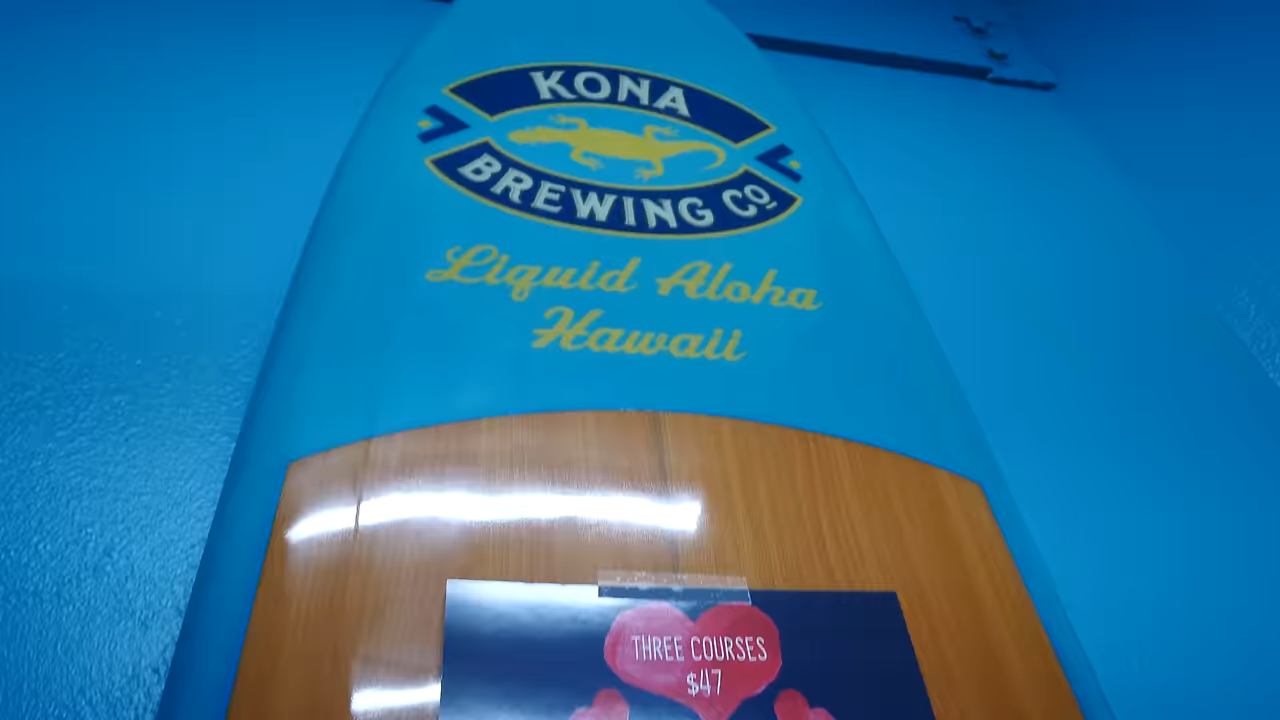 KONA
BREWING Co.
Liquid Aloha
Hawaii
THREE COURSES
$47